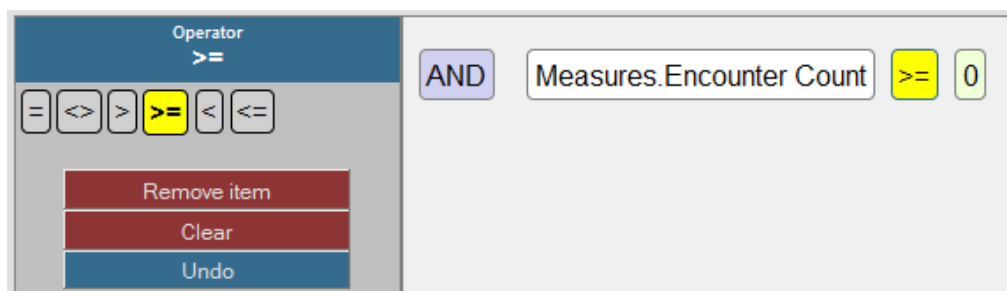 Operator
>=
= <> > >= < <=
Remove item
Clear
Undo
AND Measures.Encounter Count >= 0